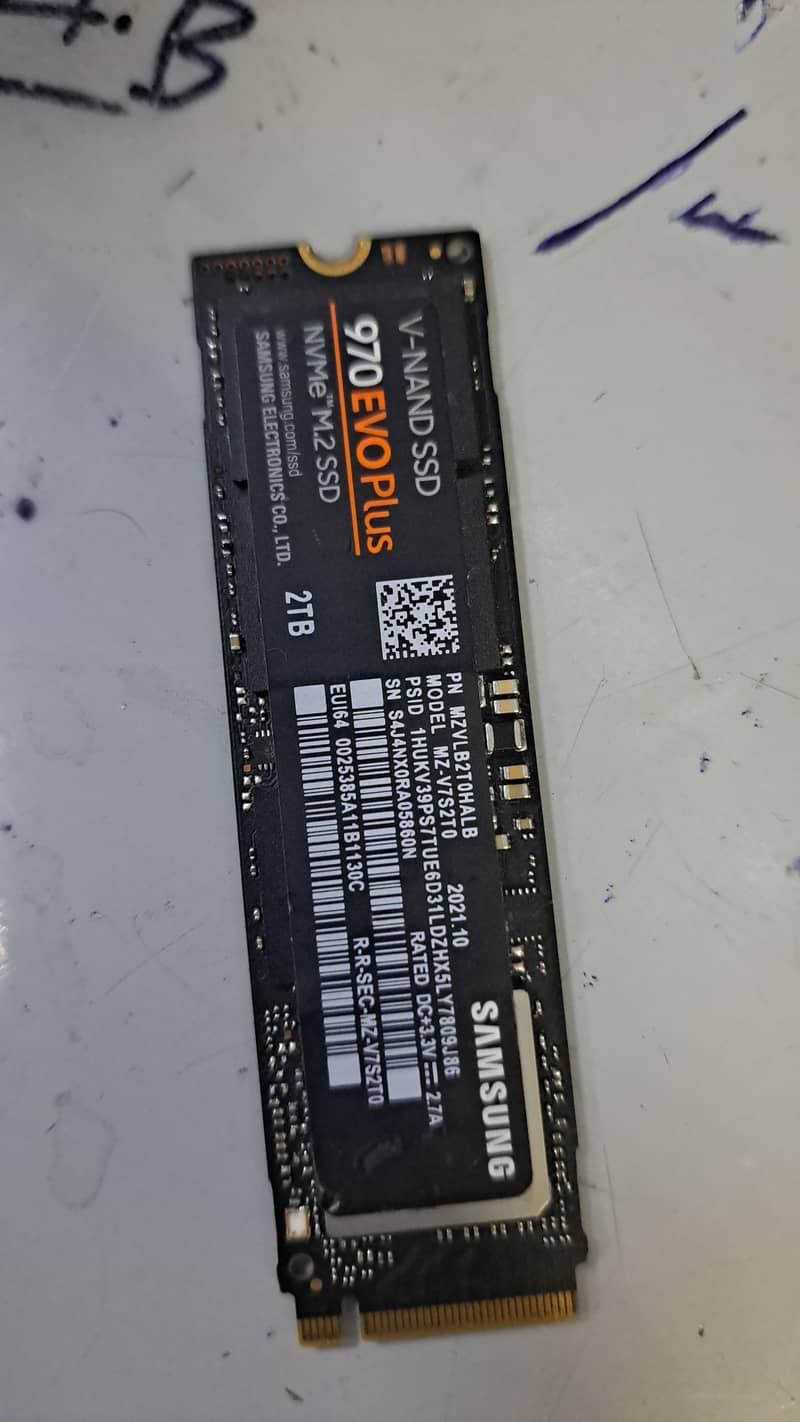 V-NAND SSD
970 EVO Plus
NVMe™ M.2 SSD
www.samsung.com/ssd
SAMSUNG ELECTRONICS CO., LTD.
2TB
PN MZVLB2T0HALB 2021.10
MODEL MZ-V7S2T0
PSID 1HUKV39PS7TUE6D31LDZHX5LY7809J86
SN S4J4NX0RA05860N RATED DC+3.3V ⎓ 2.7A
EUI64 0025385A11B1130C R-R-SEC-MZ-V7S2T0
SAMSUNG
B